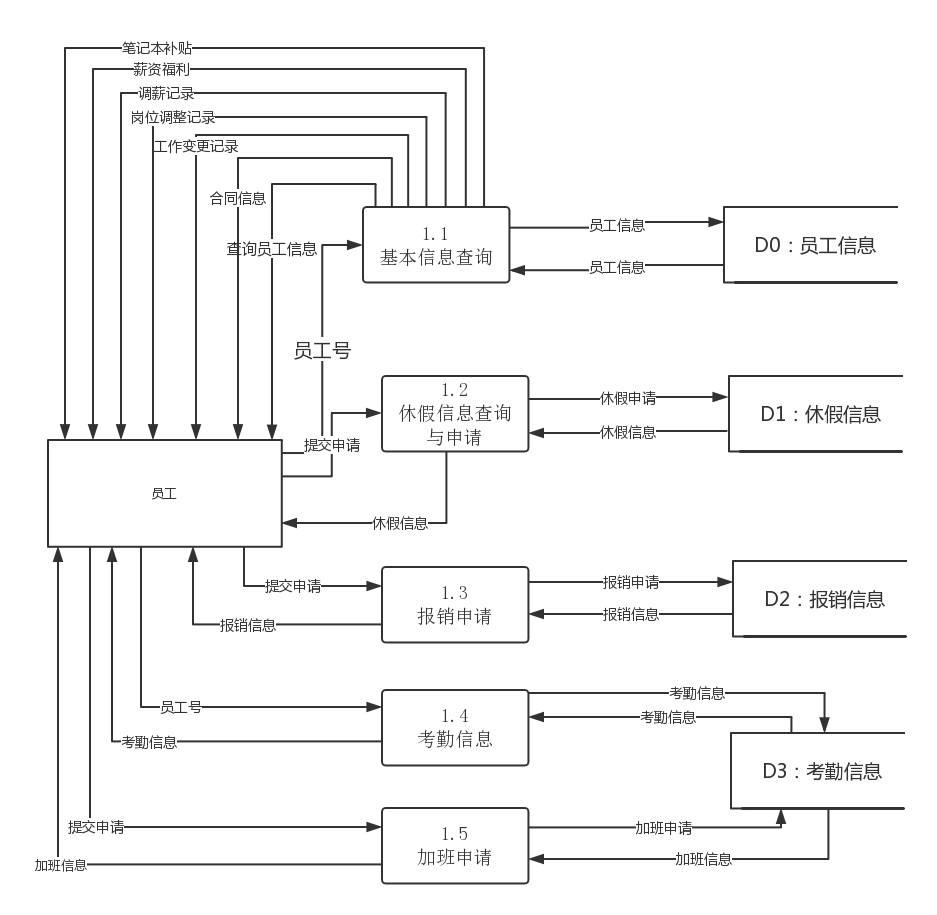 笔记本补贴
薪资福利
调薪记录
岗位调整记录
工作变更记录
合同信息
查询员工信息
1.1
基本信息查询
员工信息
员工信息
D0：员工信息
员工号
1.2
休假信息查询
与申请
休假申请
休假信息
D1：休假信息
提交申请
员工
休假信息
提交申请
1.3
报销申请
报销申请
报销信息
D2：报销信息
报销信息
员工号
1.4
考勤信息
考勤信息
考勤信息
考勤信息
D3：考勤信息
提交申请
1.5
加班申请
加班申请
加班信息
加班信息